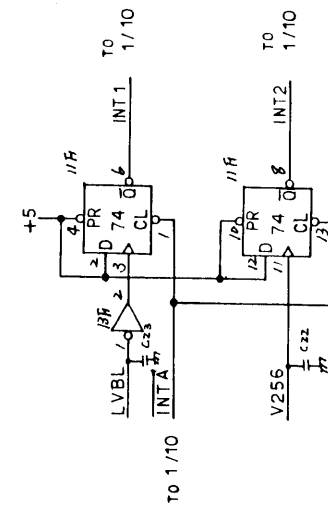 +5
11H
TO
1/10
4
PR
2
D
74
6
Q
INT1
3
CL
1
13H
2
1
LVBL
C23
INTA
TO 1/10
11H
TO
1/10
10
PR
12
D
74
8
Q
INT2
11
CL
13
V256
C22